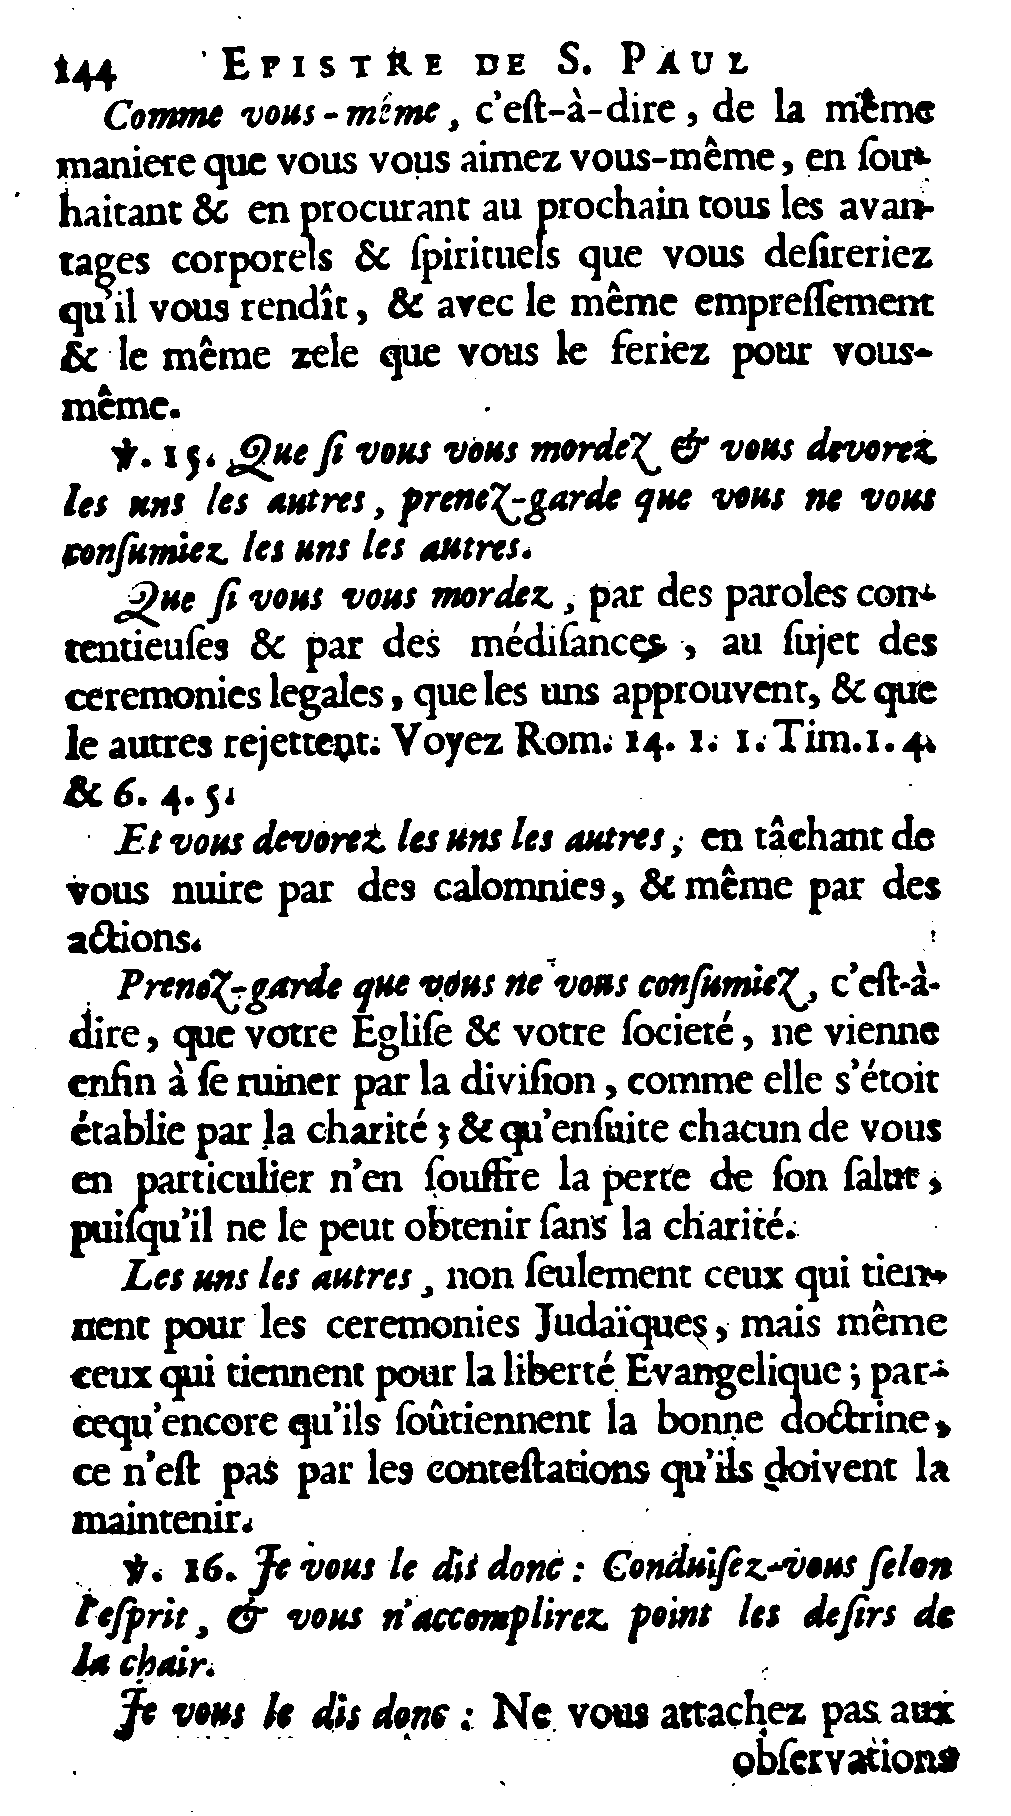 144 EPISTRE DE S. PAUL
Comme vous-même, c'eſt-à-dire, de la même
maniere que vous vous aimez vous-même, en ſou-
haitant & en procurant au prochain tous les avan-
tages corporels & ſpirituels que vous deſireriez
qu'il vous rendît, & avec le même empreſſement
& le même zele que vous le feriez pour vous-
même.
℣. 15. Que ſi vous vous mordez & vous devorez
les uns les autres, prenez-garde que vous ne vous
conſumiez les uns les autres.
Que ſi vous vous mordez, par des paroles con-
tentieuſes & par des médiſances, au ſujet des
ceremonies legales, que les uns approuvent, & que
le autres rejettent. Voyez Rom. 14. 1. 1. Tim. 1. 4.
& 6. 4. 5.
Et vous devorez les uns les autres, en tâchant de
vous nuire par des calomnies, & même par des
actions.
Prenez-garde que vous ne vous conſumiez, c'eſt-à-
dire, que votre Egliſe & votre ſocieté, ne vienne
enfin à ſe ruiner par la diviſion, comme elle s'étoit
établie par la charité ; & qu'enſuite chacun de vous
en particulier n'en ſouffre la perte de ſon ſalut,
puiſqu'il ne le peut obtenir ſans la charité.
Les uns les autres, non ſeulement ceux qui tien-
nent pour les ceremonies Judaïques, mais même
ceux qui tiennent pour la liberté Evangelique ; par-
cequ'encore qu'ils ſoûtiennent la bonne doctrine,
ce n'eſt pas par les conteſtations qu'ils doivent la
maintenir.
℣. 16. Je vous le dis donc : Conduiſez-vous ſelon
l'eſprit, & vous n'accomplirez point les deſirs de
la chair.
Je vous le dis donc : Ne vous attachez pas aux
obſervations